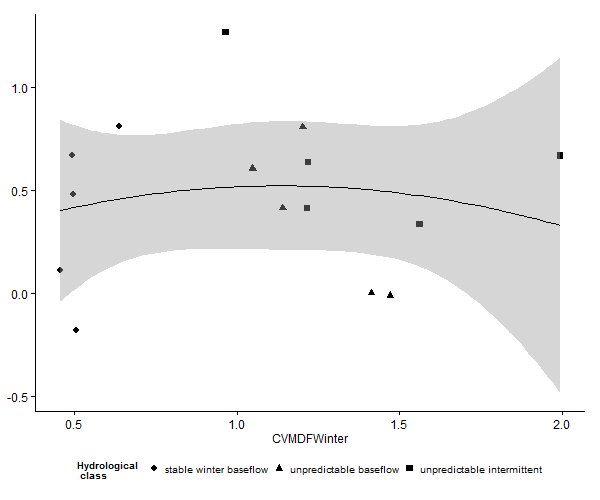 1.0
0.5
0.0
-0.5
0.5 1.0 1.5 2.0
CVMDFWinter
Hydrological
class
stable winter baseflow unpredictable baseflow unpredictable intermittent